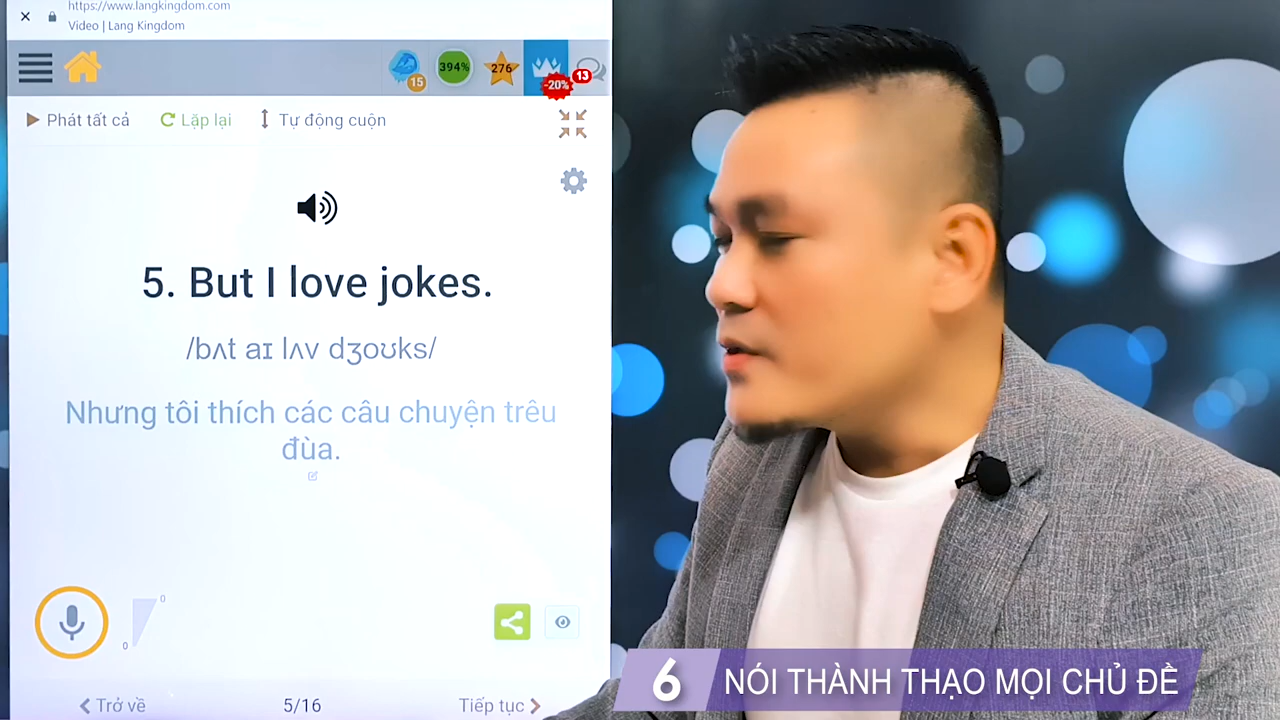 https://www.langkingdom.com
Video | Lang Kingdom
15
394%
276
-20%
13
Phát tất cả
Lặp lại
Tự động cuộn
5. But I love jokes.
/bʌt aɪ lʌv dʒoʊks/
Nhưng tôi thích các câu chuyện trêu
đùa.
0
0
Trở về
5/16
Tiếp tục
6 NÓI THÀNH THẠO MỌI CHỦ ĐỀ